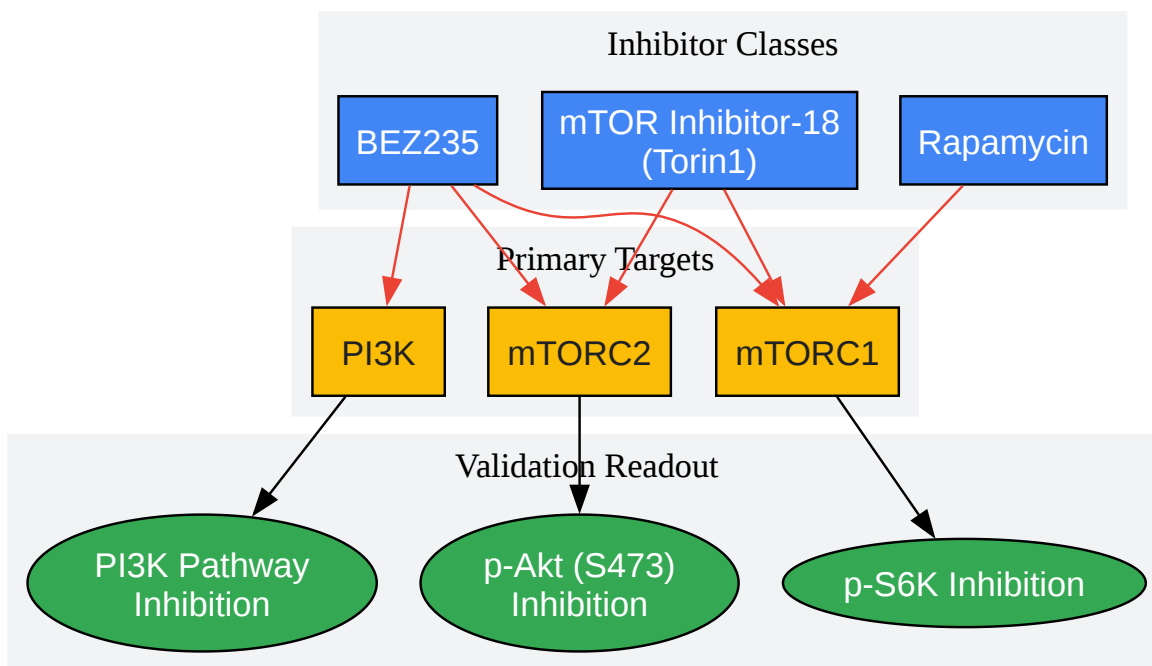 Inhibitor Classes
BEZ235
mTOR Inhibitor-18
(Torin1)
Rapamycin
Primary Targets
PI3K
mTORC2
mTORC1
Validation Readout
PI3K Pathway
Inhibition
p-Akt (S473)
Inhibition
p-S6K Inhibition